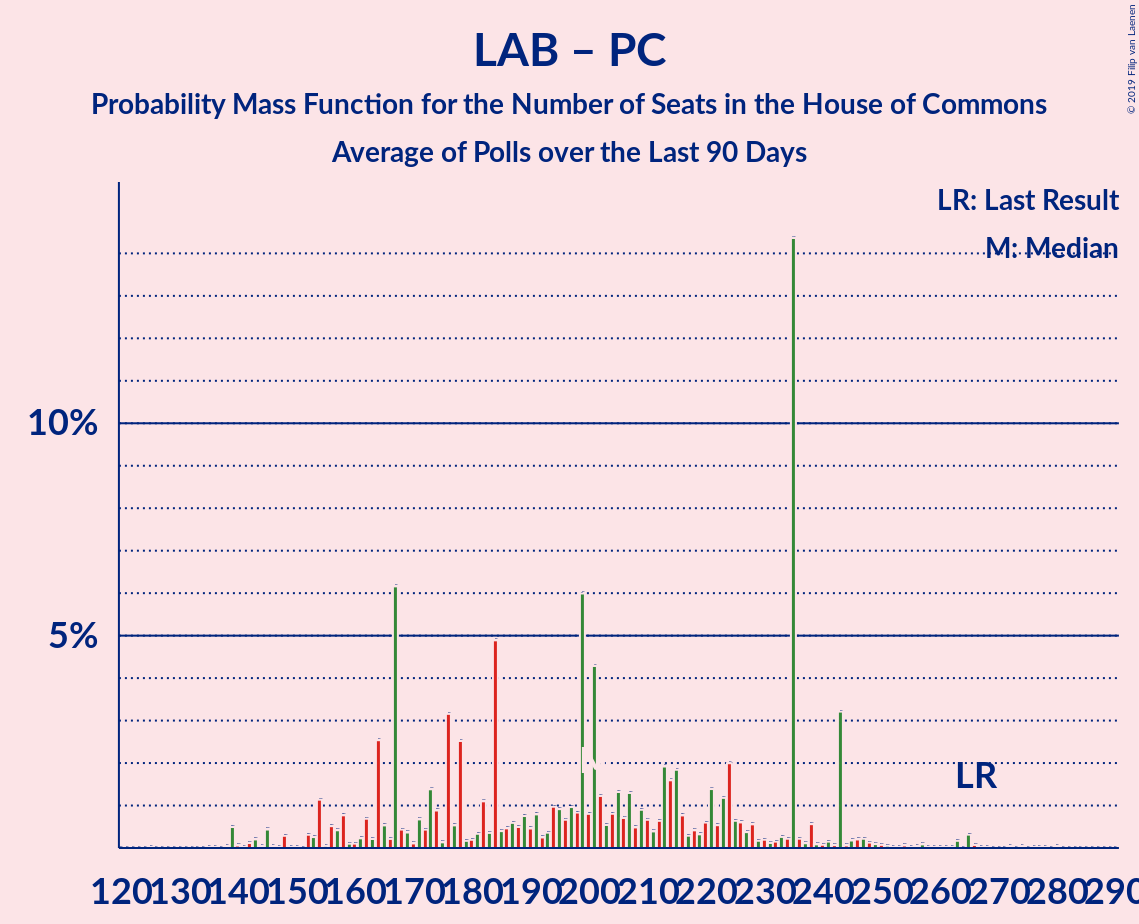 LAB – PC
Probability Mass Function for the Number of Seats in the House of Commons
Average of Polls over the Last 90 Days
© 2019 Filip van Laenen
LR: Last Result
M: Median
10%
5%
M
LR
120 130 140 150 160 170 180 190 200 210 220 230 240 250 260 270 280 290